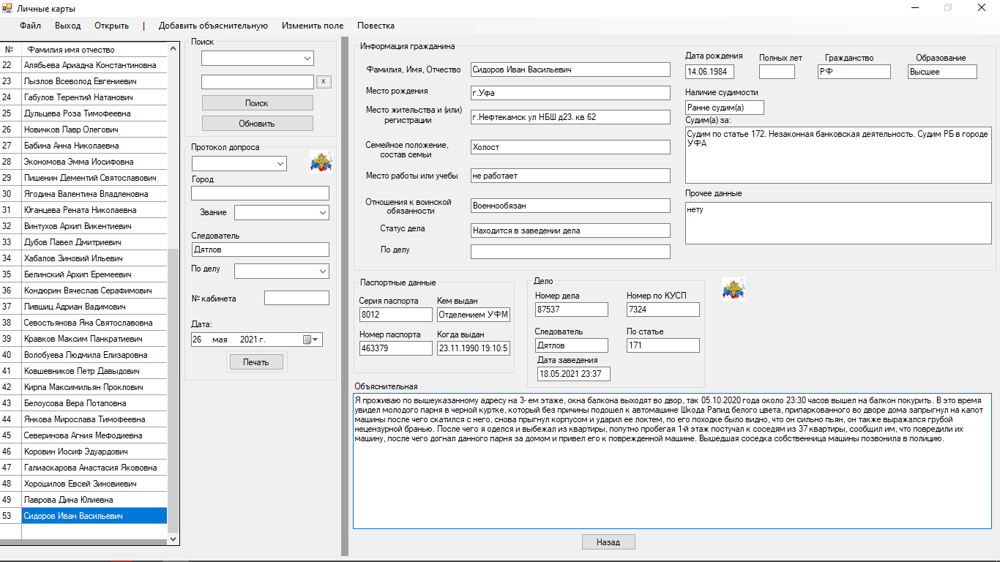 Личные карты
Файл Выход Открыть | Добавить объяснительную Изменить поле Повестка
№ Фамилия имя отчество
22 Алябьева Ариадна Константиновна
23 Лызлов Всеволод Евгениевич
24 Габулов Терентий Натанович
25 Дульцева Роза Тимофеевна
26 Новичков Лавр Олегович
27 Бабина Анна Николаевна
28 Экономова Эмма Иосифовна
29 Пишенин Дементий Святославович
30 Ягодина Валентина Владленовна
31 Юганцева Рената Николаевна
32 Винтухов Архип Викентиевич
33 Дубов Павел Дмитриевич
34 Хабалов Зиновий Ильевич
35 Белинский Архип Еремеевич
36 Кондюрин Вячеслав Серафимович
37 Лившиц Адриан Вадимович
38 Севостьянова Яна Святославовна
39 Кравков Максим Панкратиевич
40 Волобуева Людмила Елизаровна
41 Ковшевников Петр Давыдович
42 Кирпа Максимильян Проклович
43 Белоусова Вера Потаповна
44 Янкова Мирослава Тимофеевна
45 Северинова Агния Мефодиевна
46 Коровин Иосиф Эдуардович
47 Галиаскарова Анастасия Яковovна
48 Хорошилов Евсей Зиновиевич
49 Лаврова Дина Юлиевна
53 Сидоров Иван Васильевич
Поиск
x
Поиск
Обновить
Протокол допроса
Город
Звание
Следователь
Дятлов
По делу
№ кабинета
Дата:
26 мая 2021 г.
Печать
Информация гражданина
Фамилия, Имя, Отчество Сидоров Иван Васильевич
Место рождения г.Уфа
Место жительства и (или)
регистрации г.Нефтекамск ул НБШ д23. кв 62
Семейное положение,
состав семьи Холост
Место работы или учебы не работает
Отношения к воинской
обязанности Военнообязан
Статус дела Находится в заведении дела
По делу
Дата рождения Полных лет Гражданство Образование
14.06.1984 РФ Высшее
Наличие судимости
Ранне судим(а)
Судим(а) за:
Судим по статье 172. Незаконная банковская деятельность. Судим РБ в городе
УФА
Прочее данные
нету
Паспортные данные
Серия паспорта Кем выдан
8012 Отделением УФМ
Номер паспорта Когда выдан
463379 23.11.1990 19:10:5
Дело
Номер дела Номер по КУСП
87537 7324
Следователь По статье
Дятлов 171
Дата заведения
18.05.2021 23:37
Объяснительная
Я проживаю по вышеуказанному адресу на 3- ем этаже, окна балкона выходят во двор, так 05.10.2020 года около 23:30 часов вышел на балкон покурить. В это время
увидел молодого парня в черной куртке, который без причины подошел к автомашине Шкода Рапид белого цвета, припаркованного во дворе дома запрыгнул на капот
машины после чего скатился с него, снова прыгнул корпусом и ударил ее локтем, по его походке было видно, что он сильно пьян, он также выражался грубой
нецензурной бранью. После чего я оделся и выбежал из квартиры, попутно пробегая 1-й этаж постучал к соседям из 37 квартиры, сообщил им, что повредили их
машину, после чего догнал данного парня за домом и привел его к поврежденной машине. Вышедшая соседка собственница машины позвонила в полицию.
Назад